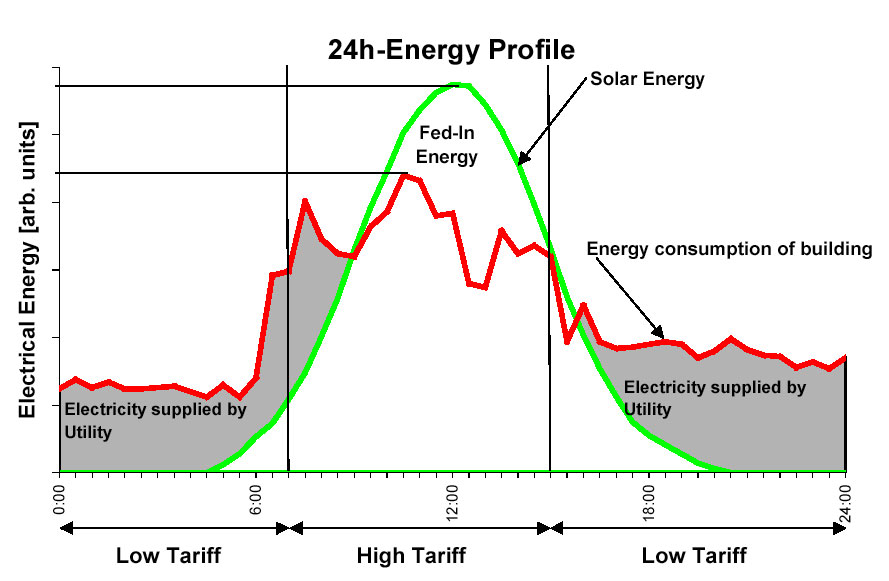 24h-Energy Profile
Solar Energy
Fed-In
Energy
Energy consumption of building
Electrical Energy [arb. units]
Electricity supplied by
Utility
Electricity supplied by
Utility
0:00
6:00
12:00
18:00
24:00
Low Tariff
High Tariff
Low Tariff